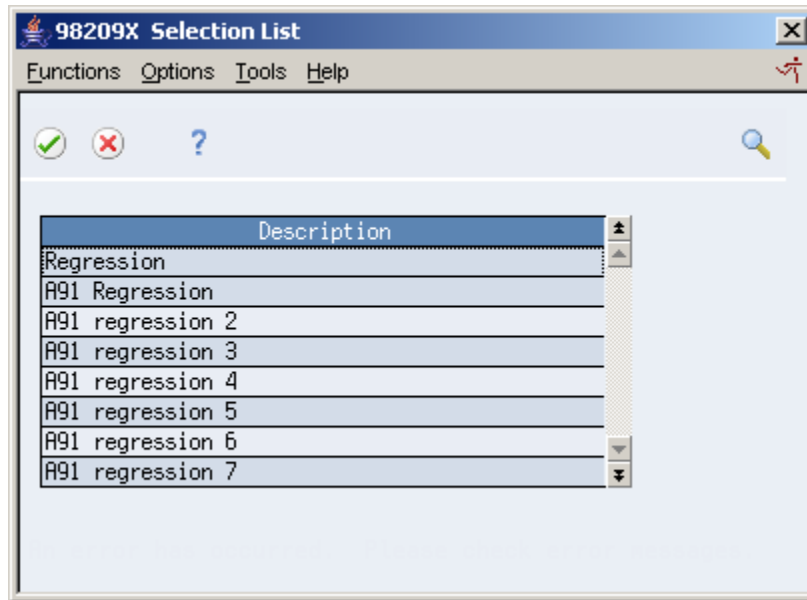 98209X Selection List
Functions Options Tools Help
?
Description
Regression
A91 Regression
A91 regression 2
A91 regression 3
A91 regression 4
A91 regression 5
A91 regression 6
A91 regression 7